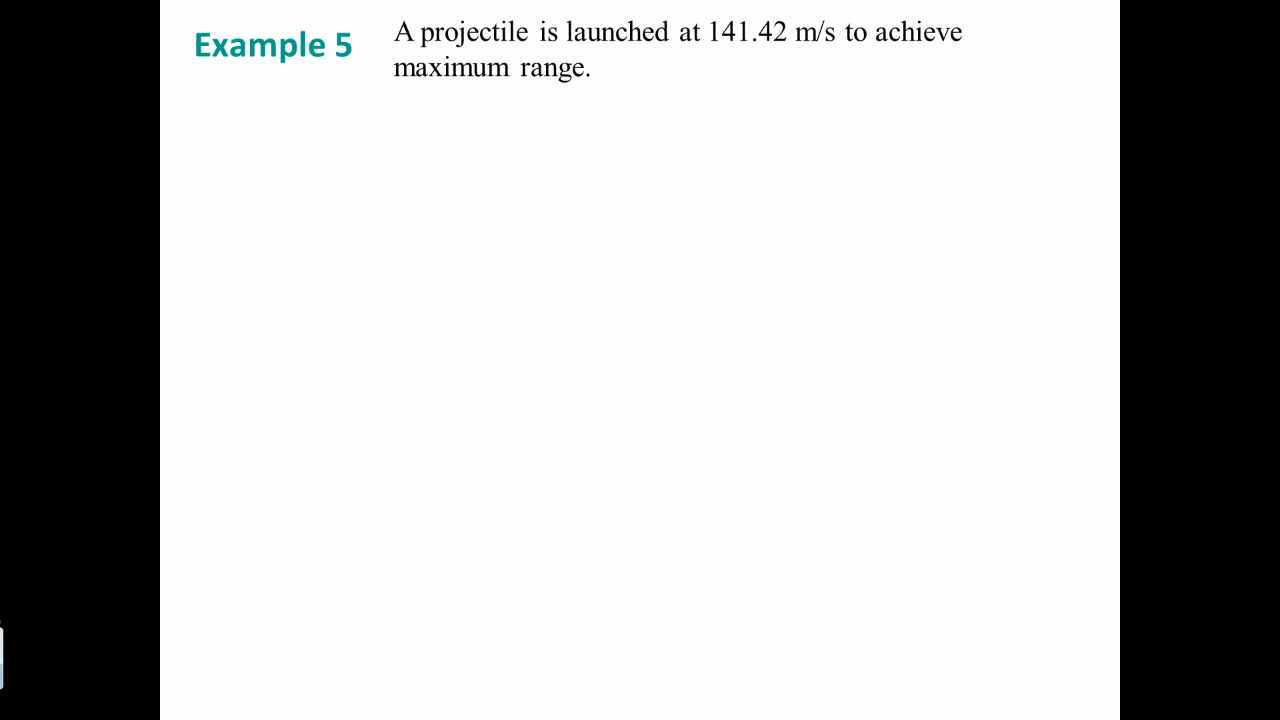 Example 5
A projectile is launched at 141.42 m/s to achieve
maximum range.